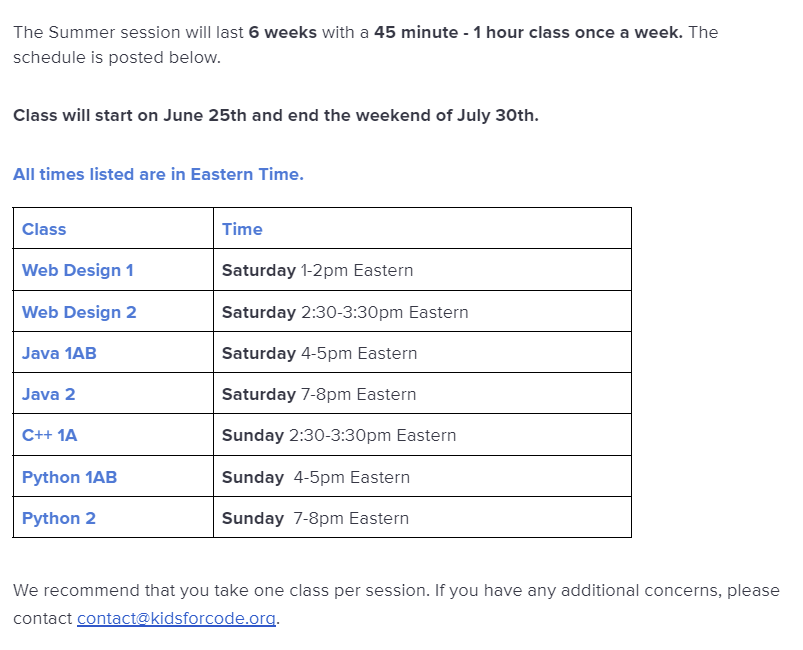 The Summer session will last 6 weeks with a 45 minute - 1 hour class once a week. The
schedule is posted below.
Class will start on June 25th and end the weekend of July 30th.
All times listed are in Eastern Time.
Class Time
Web Design 1 Saturday 1-2pm Eastern
Web Design 2 Saturday 2:30-3:30pm Eastern
Java 1AB Saturday 4-5pm Eastern
Java 2 Saturday 7-8pm Eastern
C++ 1A Sunday 2:30-3:30pm Eastern
Python 1AB Sunday 4-5pm Eastern
Python 2 Sunday 7-8pm Eastern
We recommend that you take one class per session. If you have any additional concerns, please
contact contact@kidsforcode.org.